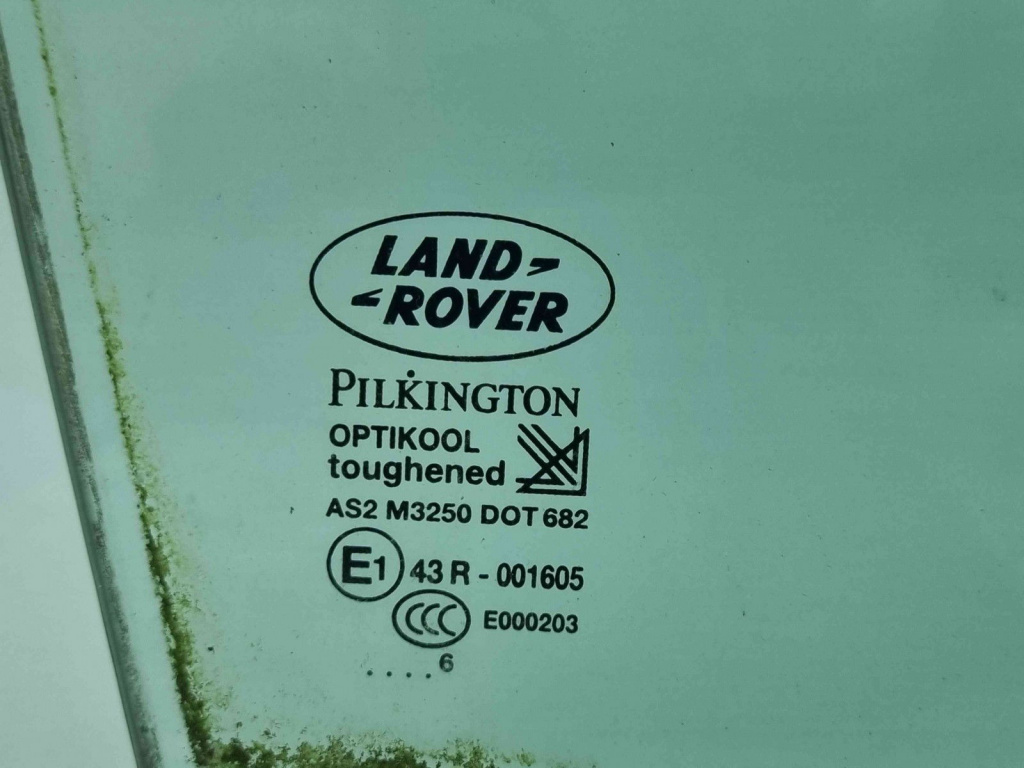 LAND
ROVER
PILKINGTON
OPTIKOOL
toughened
AS2 M3250 DOT 682
E1 43 R - 001605
CCC E000203
....6